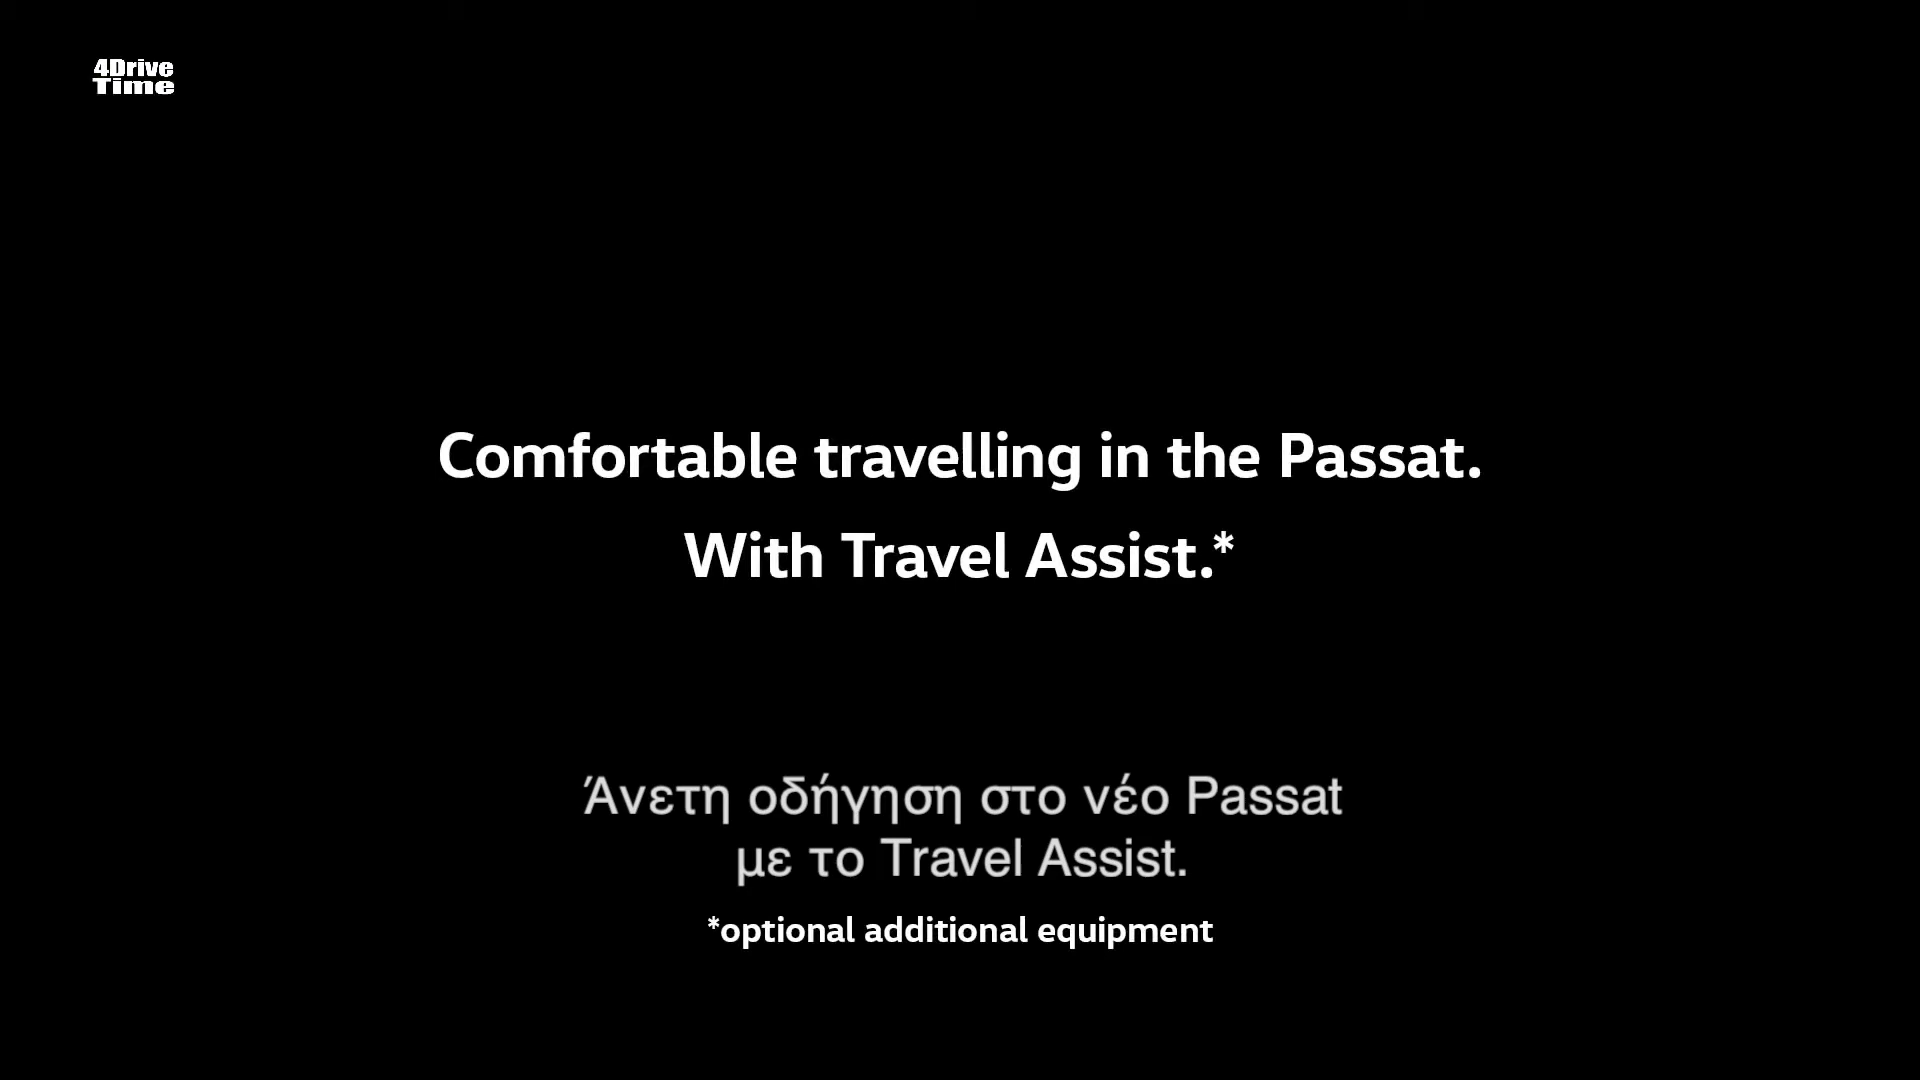 4Drive
Time
Comfortable travelling in the Passat.
With Travel Assist.*
Άνετη οδήγηση στο νέο Passat
με το Travel Assist.
*optional additional equipment